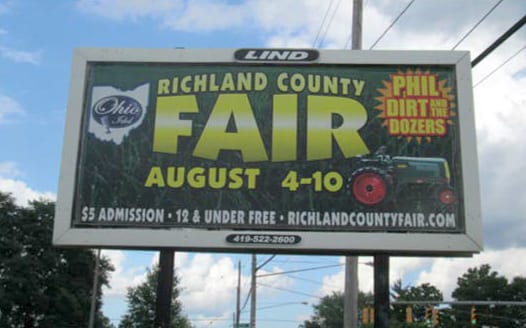 LIND
RICHLAND COUNTY
FAIR
AUGUST 4-10
Ohio
Idol
PHIL
DIRT AND THE
DOZERS
$5 ADMISSION • 12 & UNDER FREE • RICHLANDCOUNTYFAIR.COM
419-522-2600